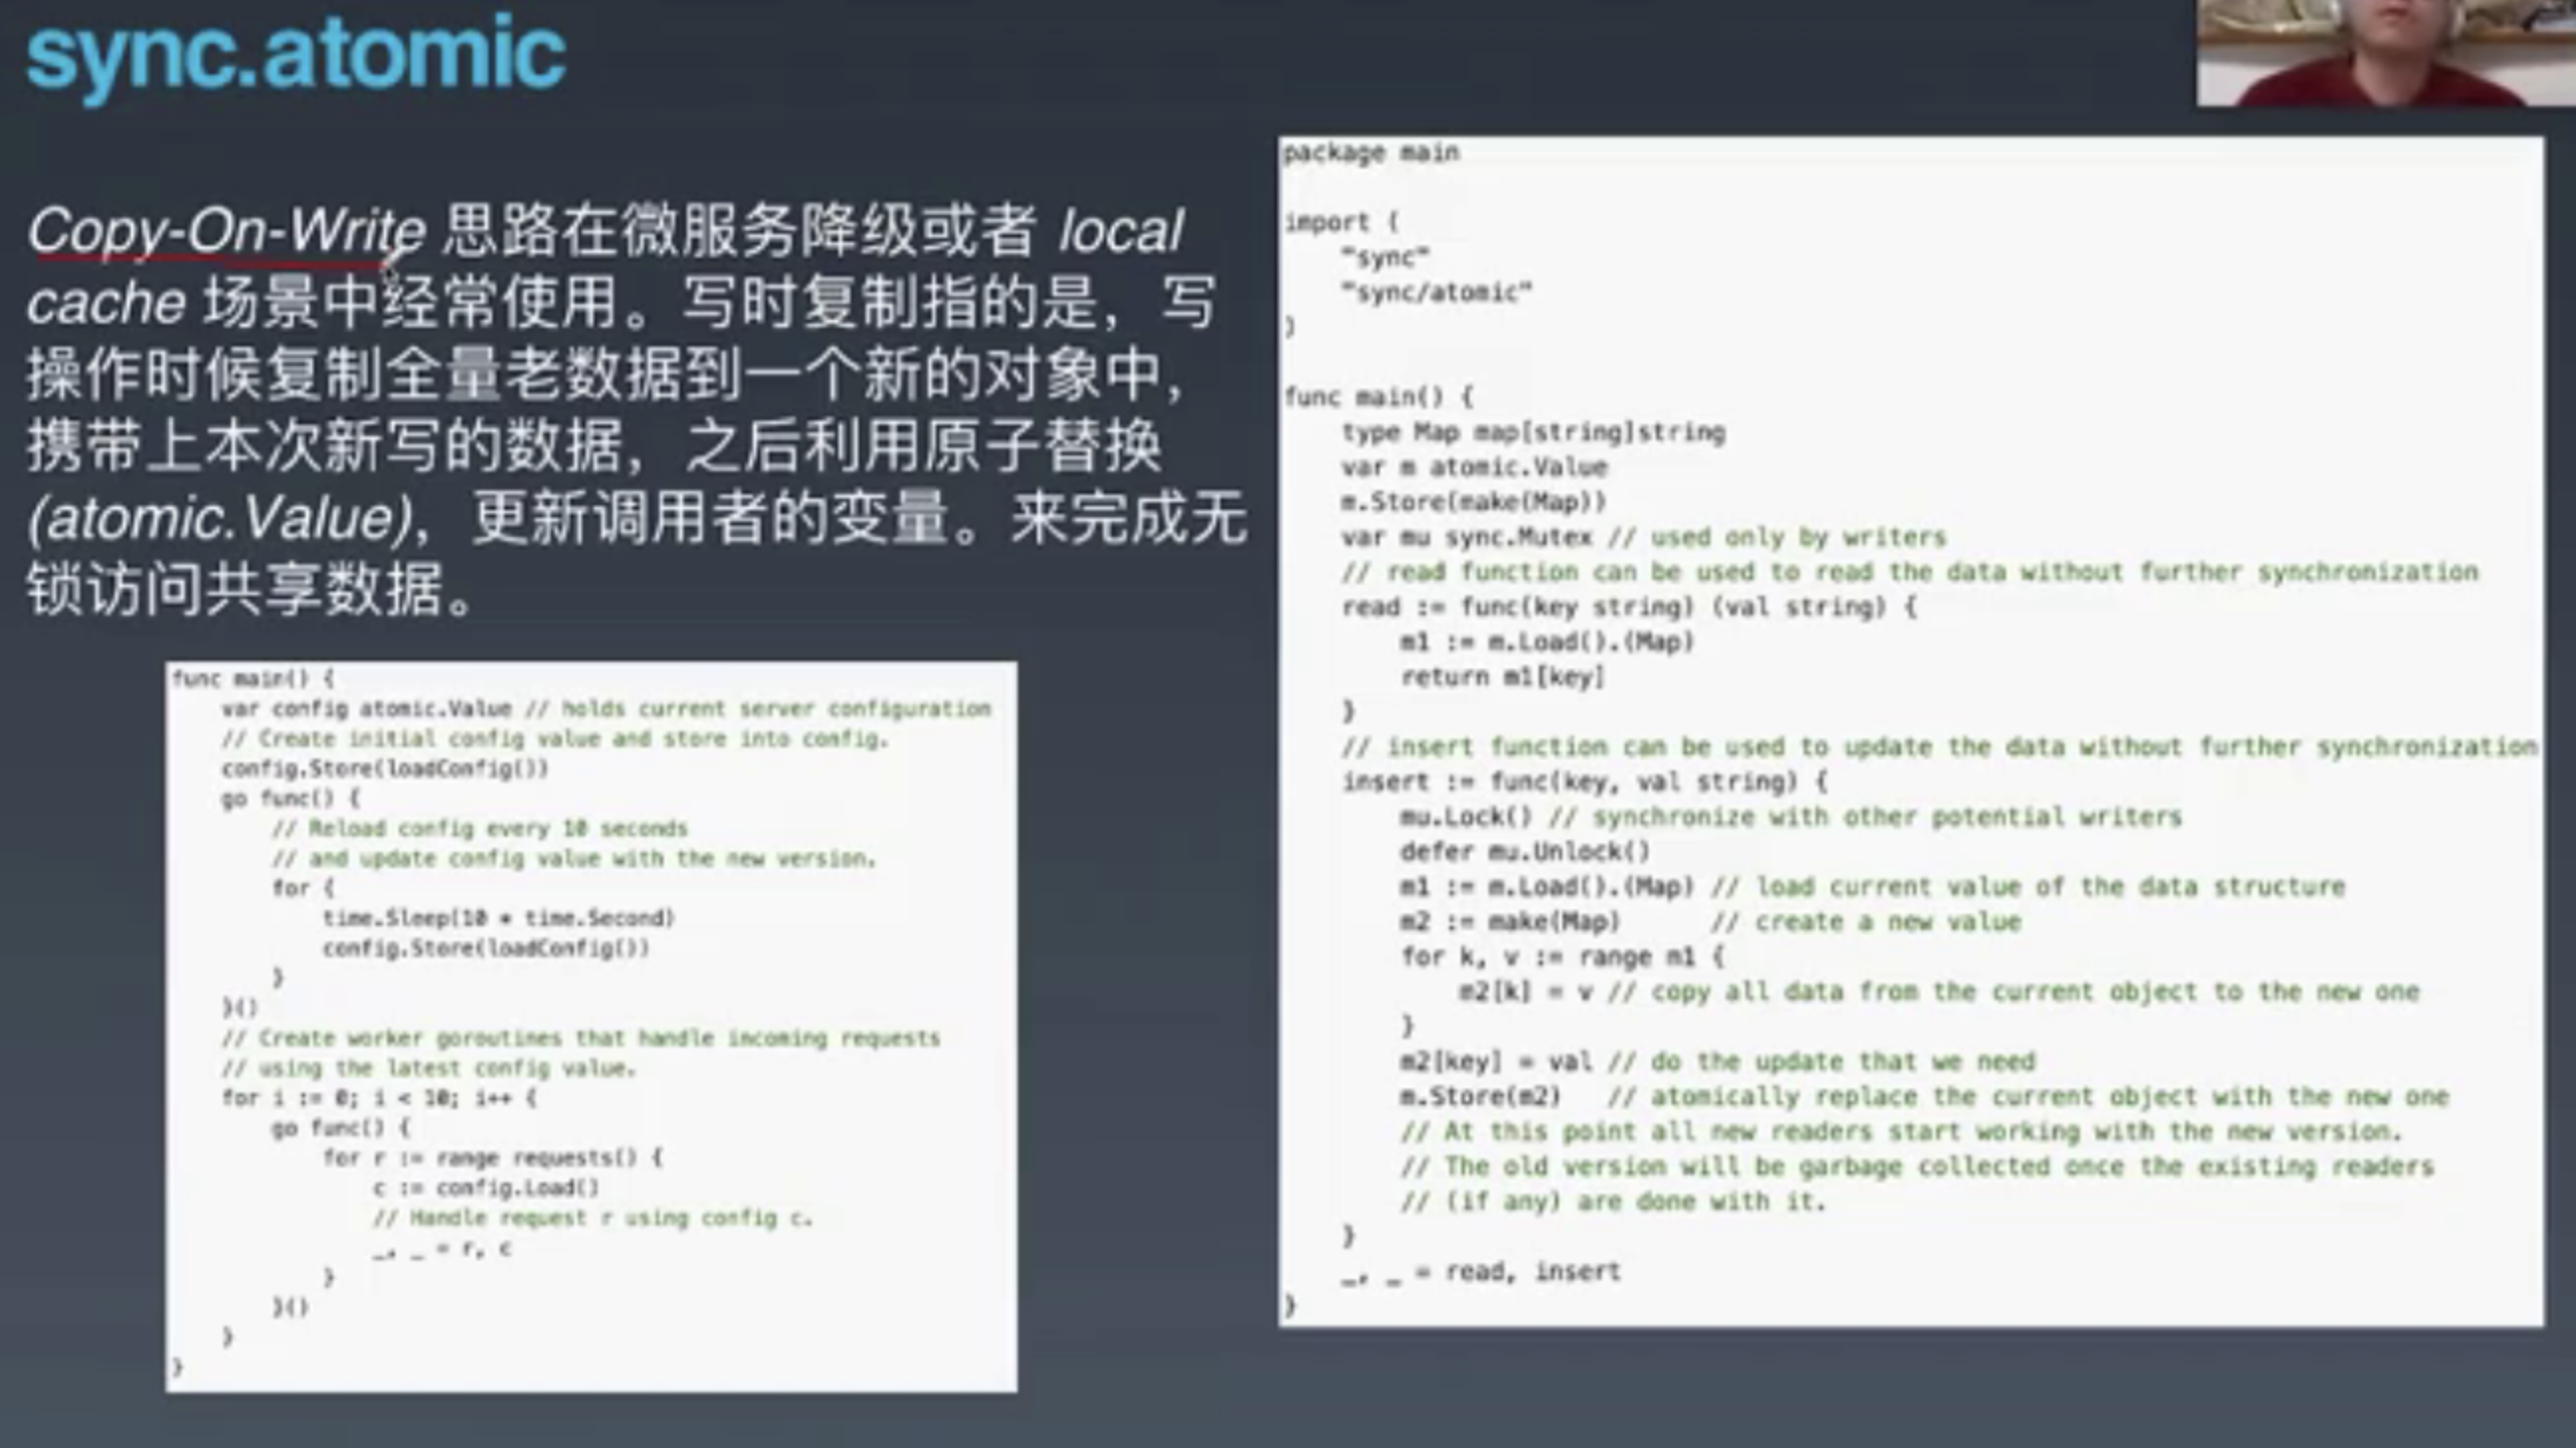 sync.atomic
Copy-On-Write 思路在微服务降级或者 local
cache 场景中经常使用。写时复制指的是，写
操作时候复制全量老数据到一个新的对象中，
携带上本次新写的数据，之后利用原子替换
(atomic.Value)，更新调用者的变量。来完成无
锁访问共享数据。
func main() {
var config atomic.Value // holds current server configuration
// Create initial config value and store into config.
config.Store(loadConfig())
go func() {
// Reload config every 10 seconds
// and update config value with the new version.
for {
time.Sleep(10 * time.Second)
config.Store(loadConfig())
}
}()
// Create worker goroutines that handle incoming requests
// using the latest config value.
for i := 0; i < 10; i++ {
go func() {
for r := range requests() {
c := config.Load()
// Handle request r using config c.
_, _ = r, c
}
}()
}
}
package main
import (
"sync"
"sync/atomic"
)
func main() {
type Map map[string]string
var m atomic.Value
m.Store(make(Map))
var mu sync.Mutex // used only by writers
// read function can be used to read the data without further synchronization
read := func(key string) (val string) {
m1 := m.Load().(Map)
return m1[key]
}
// insert function can be used to update the data without further synchronization
insert := func(key, val string) {
mu.Lock() // synchronize with other potential writers
defer mu.Unlock()
m1 := m.Load().(Map) // load current value of the data structure
m2 := make(Map) // create a new value
for k, v := range m1 {
m2[k] = v // copy all data from the current object to the new one
}
m2[key] = val // do the update that we need
m.Store(m2) // atomically replace the current object with the new one
// At this point all new readers start working with the new version.
// The old version will be garbage collected once the existing readers
// (if any) are done with it.
}
_, _ = read, insert
}